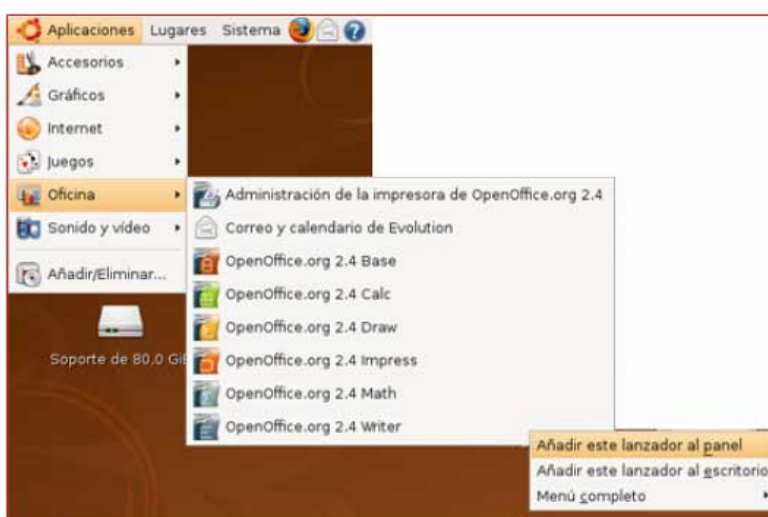 Aplicaciones Lugares Sistema
Accesorios
Gráficos
Internet
Juegos
Oficina
Sonido y vídeo
Añadir/Eliminar...
Administración de la impresora de OpenOffice.org 2.4
Correo y calendario de Evolution
OpenOffice.org 2.4 Base
OpenOffice.org 2.4 Calc
OpenOffice.org 2.4 Draw
OpenOffice.org 2.4 Impress
OpenOffice.org 2.4 Math
OpenOffice.org 2.4 Writer
Soporte de 80,0 GiB
Añadir este lanzador al panel
Añadir este lanzador al escritorio
Menú completo